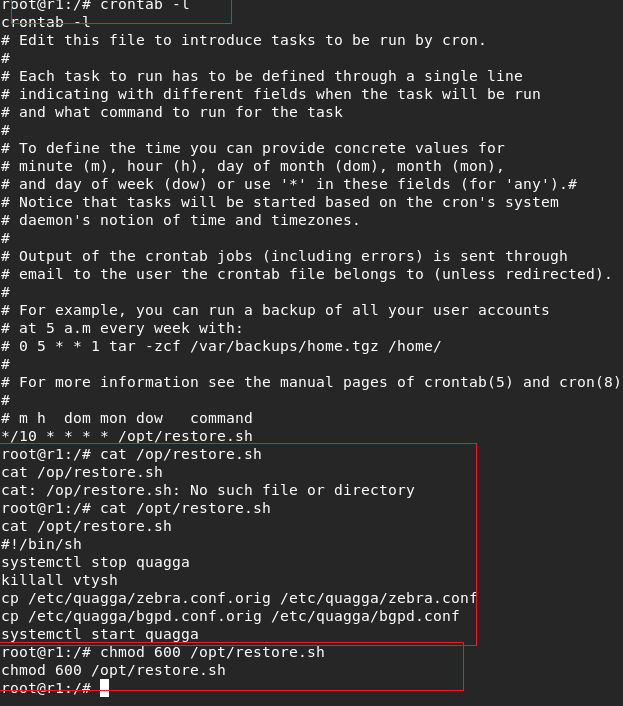 root@r1:/# crontab -l
crontab -l
# Edit this file to introduce tasks to be run by cron.
#
# Each task to run has to be defined through a single line
# indicating with different fields when the task will be run
# and what command to run for the task
#
# To define the time you can provide concrete values for
# minute (m), hour (h), day of month (dom), month (mon),
# and day of week (dow) or use '*' in these fields (for 'any').#
# Notice that tasks will be started based on the cron's system
# daemon's notion of time and timezones.
#
# Output of the crontab jobs (including errors) is sent through
# email to the user the crontab file belongs to (unless redirected).
#
# For example, you can run a backup of all your user accounts
# at 5 a.m every week with:
# 0 5 * * 1 tar -zcf /var/backups/home.tgz /home/
#
# For more information see the manual pages of crontab(5) and cron(8)
#
# m h  dom mon dow   command
*/10 * * * * /opt/restore.sh
root@r1:/# cat /op/restore.sh
cat /op/restore.sh
cat: /op/restore.sh: No such file or directory
root@r1:/# cat /opt/restore.sh
cat /opt/restore.sh
#!/bin/sh
systemctl stop quagga
killall vtysh
cp /etc/quagga/zebra.conf.orig /etc/quagga/zebra.conf
cp /etc/quagga/bgpd.conf.orig /etc/quagga/bgpd.conf
systemctl start quagga
root@r1:/# chmod 600 /opt/restore.sh
chmod 600 /opt/restore.sh
root@r1:/#